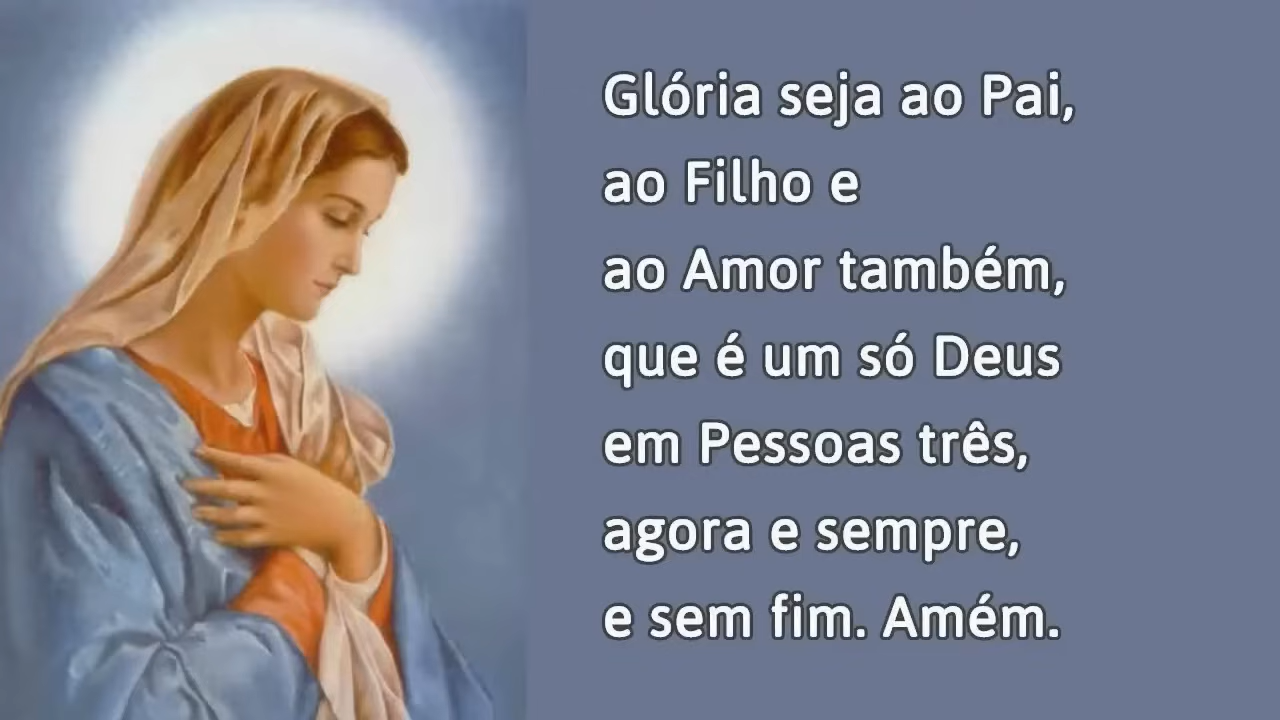 Glória seja ao Pai,
ao Filho e
ao Amor também,
que é um só Deus
em Pessoas três,
agora e sempre,
e sem fim. Amém.